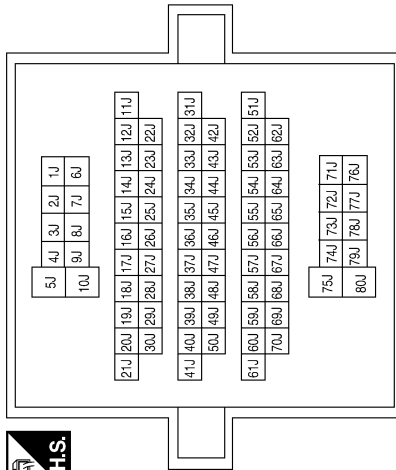 H.S.
5J 4J 3J 2J 1J
10J 9J 8J 7J 6J
21J 20J 19J 18J 17J 16J 15J 14J 13J 12J 11J
30J 29J 28J 27J 26J 25J 24J 23J 22J
41J 40J 39J 38J 37J 36J 35J 34J 33J 32J 31J
50J 49J 48J 47J 46J 45J 44J 43J 42J
61J 60J 59J 58J 57J 56J 55J 54J 53J 52J 51J
70J 69J 68J 67J 66J 65J 64J 63J 62J
75J 74J 73J 72J 71J
80J 79J 78J 77J 76J